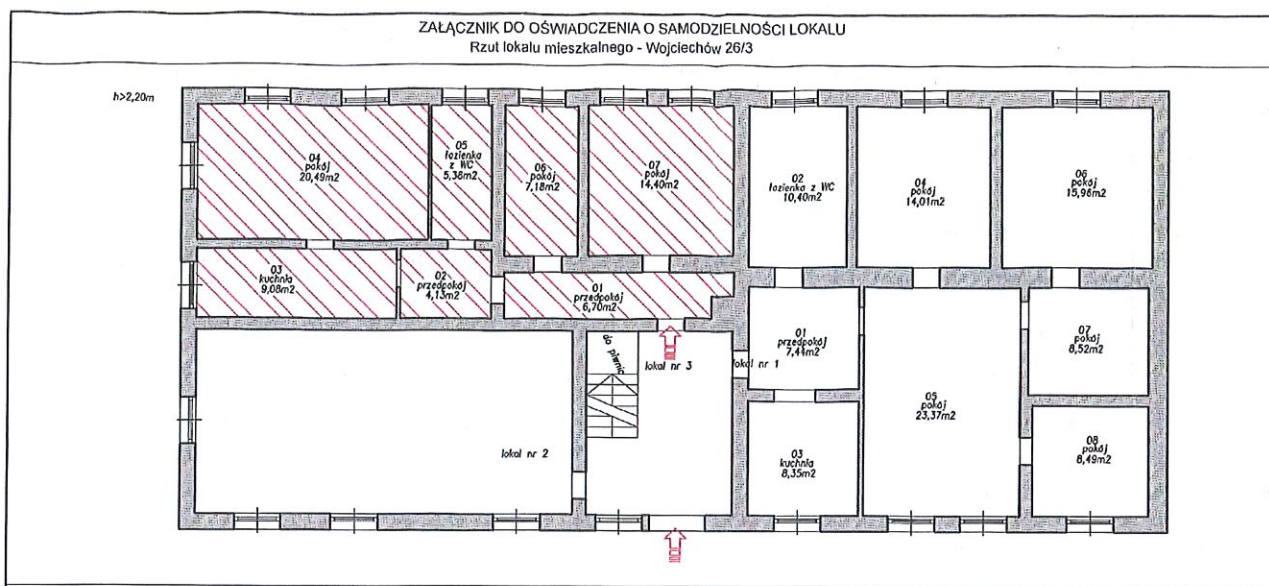 ZAŁĄCZNIK DO OŚWIADCZENIA O SAMODZIELNOŚCI LOKALU
Rzut lokalu mieszkalnego - Wojciechów 26/3
h>2,20m
04
pokój
20,49m2
05
łazienka
z WC
5,38m2
06
pokój
7,18m2
07
pokój
14,40m2
02
łazienka z WC
10,40m2
04
pokój
14,01m2
06
pokój
15,96m2
03
kuchnia
9,08m2
02
przedpokój
4,13m2
01
przedpokój
6,70m2
01
przedpokój
7,44m2
07
pokój
8,52m2
do piwnic
lokal nr 3
lokal nr 1
05
pokój
23,37m2
lokal nr 2
03
kuchnia
8,35m2
08
pokój
8,49m2